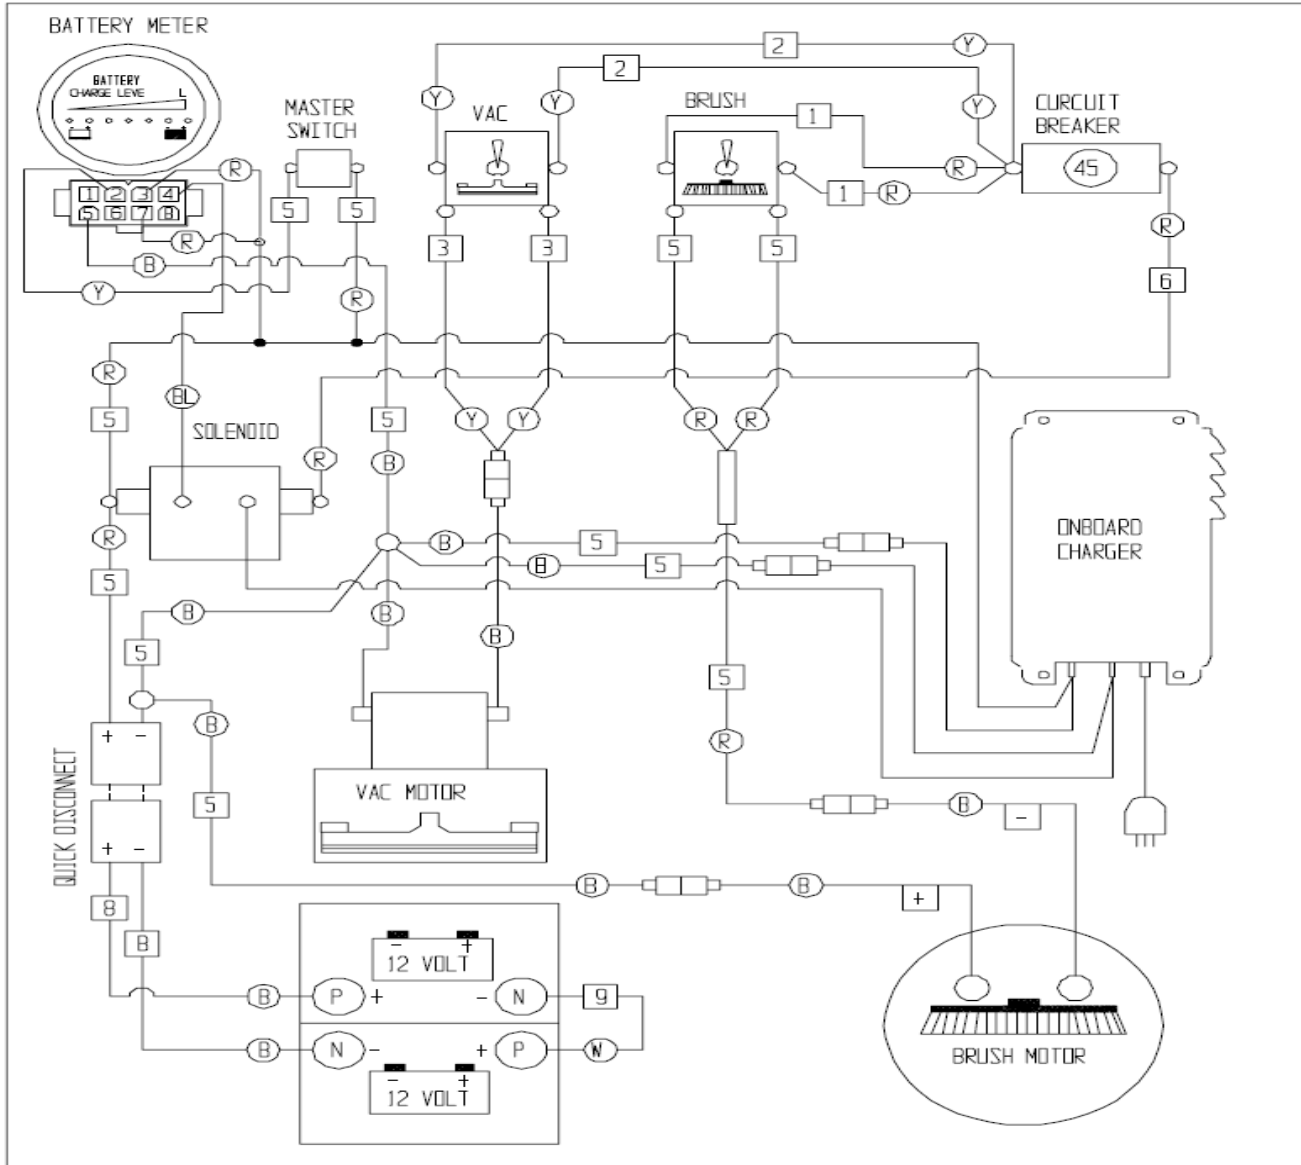 BATTERY METER
BATTERY
CHARGE LEVE L
MASTER
SWITCH
VAC
BRUSH
CURCUIT
BREAKER
2
Y
2
Y
Y
Y
1
R
1
R
45
1 2 3 4
5 6 7 8
R
R
B
Y
5
5
R
3
3
5
5
R
6
R
5
BL
SOLENOID
R
5
B
Y
Y
R
R
R
5
B
5
B
5
ONBOARD
CHARGER
B
5
B
B
B
5
R
+ -
+ -
QUICK DISCONNECT
5
VAC MOTOR
B
-
B
B
+
8
B
- +
12 VOLT
B
P + - N
9
B
N - + P
W
- +
12 VOLT
BRUSH MOTOR